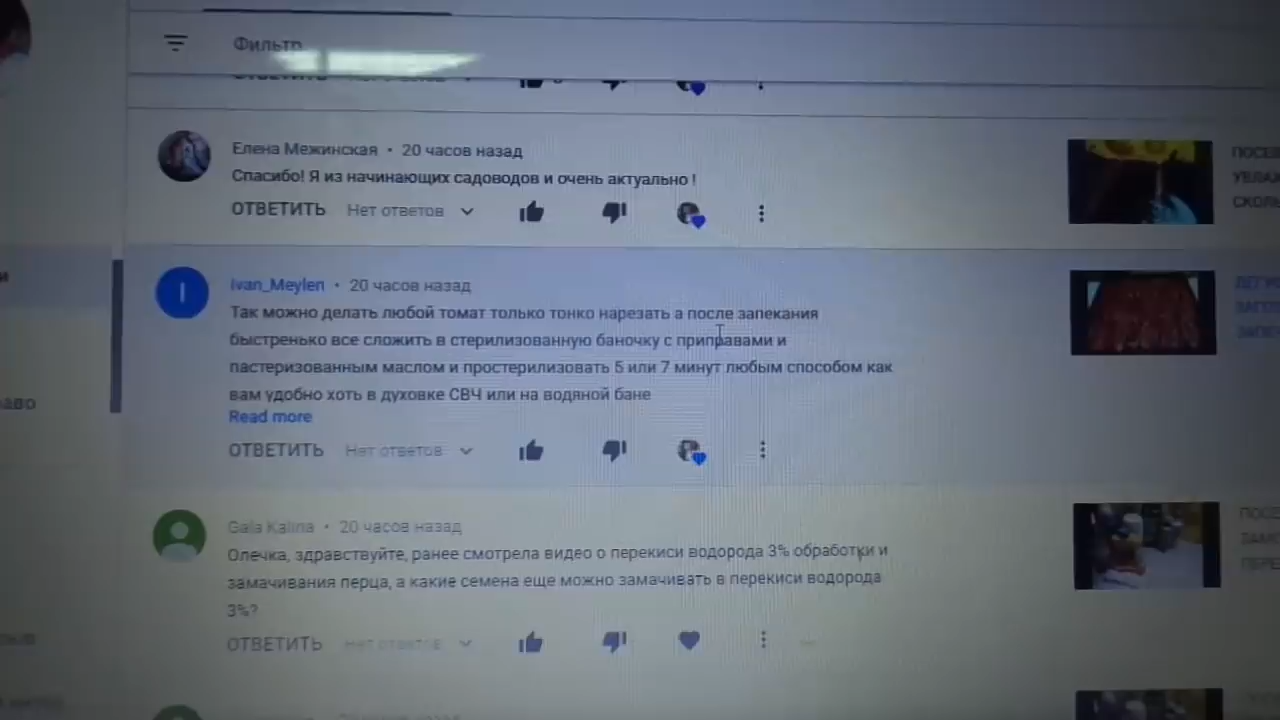 Фильтр
Елена Межинская • 20 часов назад
Спасибо! Я из начинающих садоводов и очень актуально !
ОТВЕТИТЬ Нет ответов
Ivan_Meylen • 20 часов назад
Так можно делать любой томат только тонко нарезать а после запекания
быстренько все сложить в стерилизованную баночку с приправами и
пастеризованным маслом и простерилизовать 5 или 7 минут любым способом как
вам удобно хоть в духовке СВЧ или на водяной бане
Read more
ОТВЕТИТЬ Нет ответов
Gala Kalina • 20 часов назад
Олечка, здравствуйте, ранее смотрела видео о перекиси водорода 3% обработки и
замачивания перца, а какие семена еще можно замачивать в перекиси водорода
3%?
ОТВЕТИТЬ Нет ответов